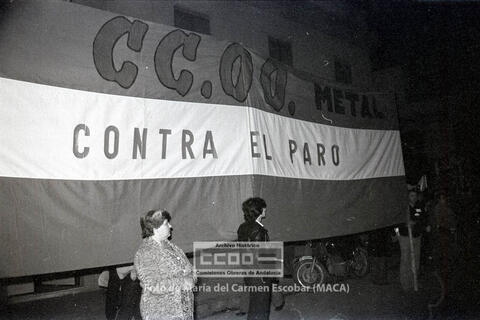 CC.OO. METAL
CONTRA EL PARO
Archivo Histórico
CCOO
Comisiones Obreras de Andalucía
Foto de María del Carmen Escobar (MACA)